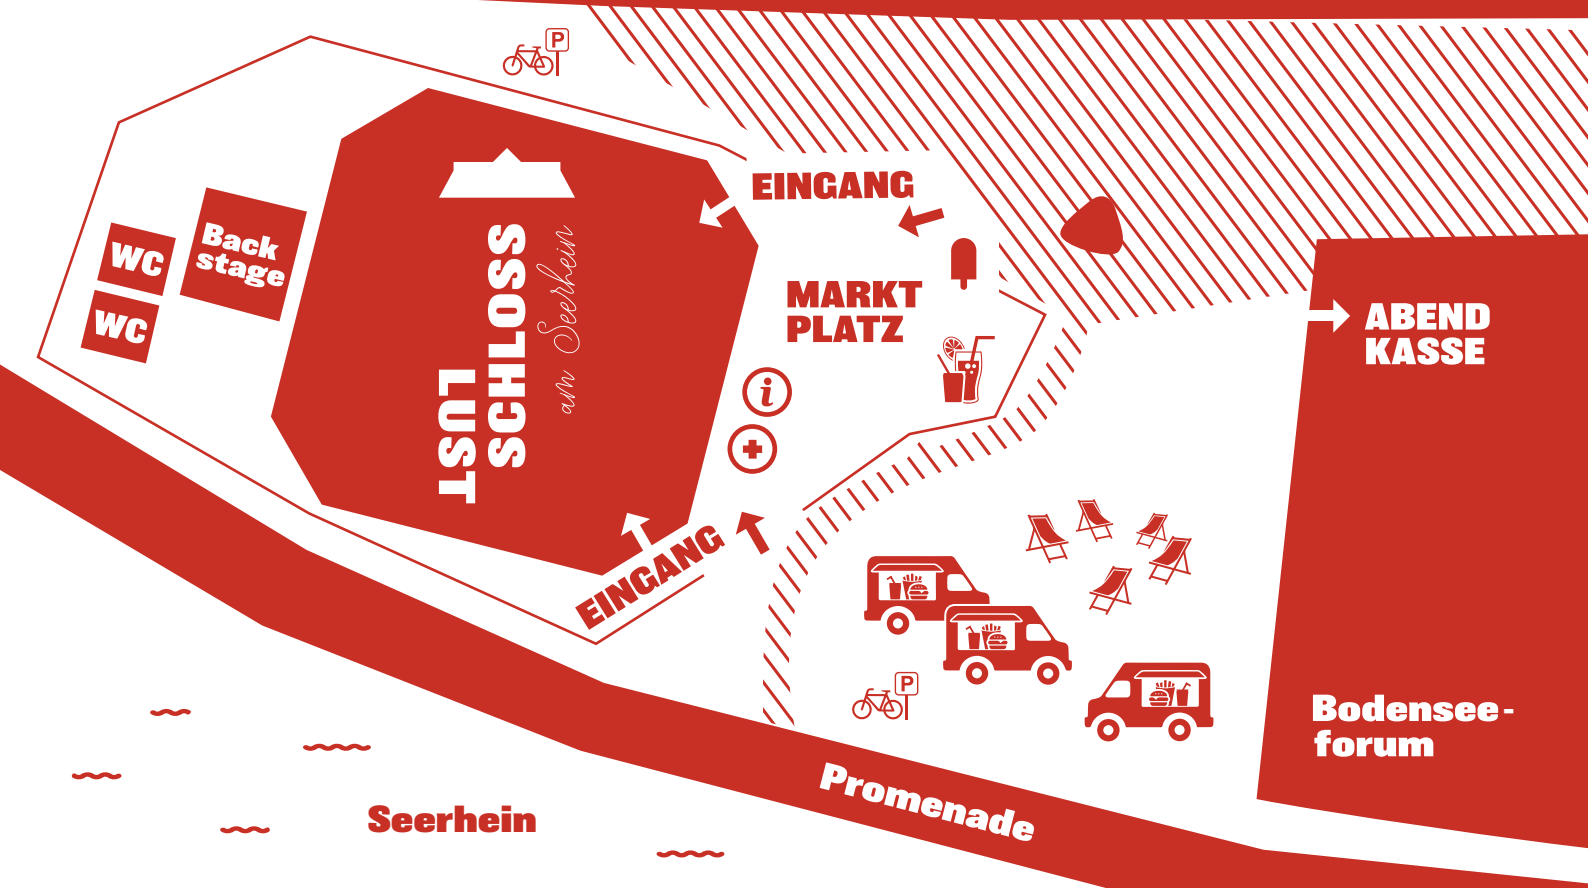 P
EINGANG
WC
WC
Back
stage
LUST
SCHLOSS
am Seerhein
MARKT
PLATZ
i
ABEND
KASSE
EINGANG
P
Bodensee-
forum
Promenade
Seerhein